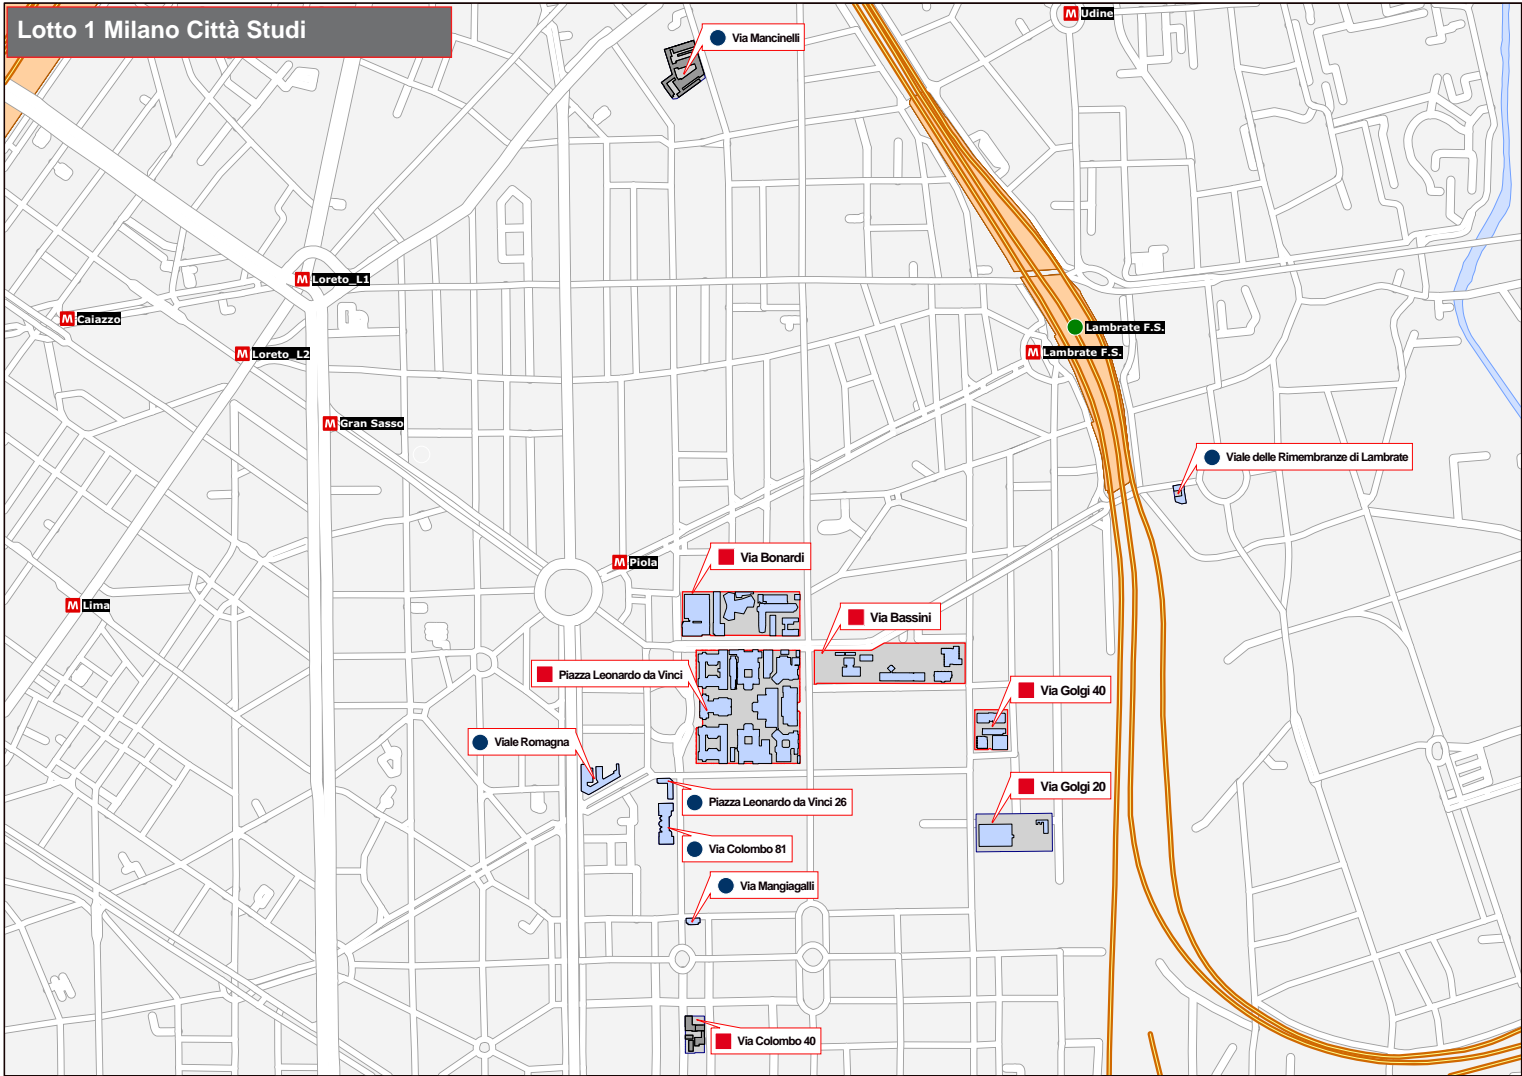 Lotto 1 Milano Città Studi
M Udine
Via Mancinelli
M Loreto_L1
M Caiazzo
Lambrate F.S.
M Loreto_L2
M Lambrate F.S.
M Gran Sasso
Viale delle Rimembranze di Lambrate
Via Bonardi
M Piola
M Lima
Via Bassini
Piazza Leonardo da Vinci
Via Golgi 40
Viale Romagna
Via Golgi 20
Piazza Leonardo da Vinci 26
Via Colombo 81
Via Mangiagalli
Via Colombo 40